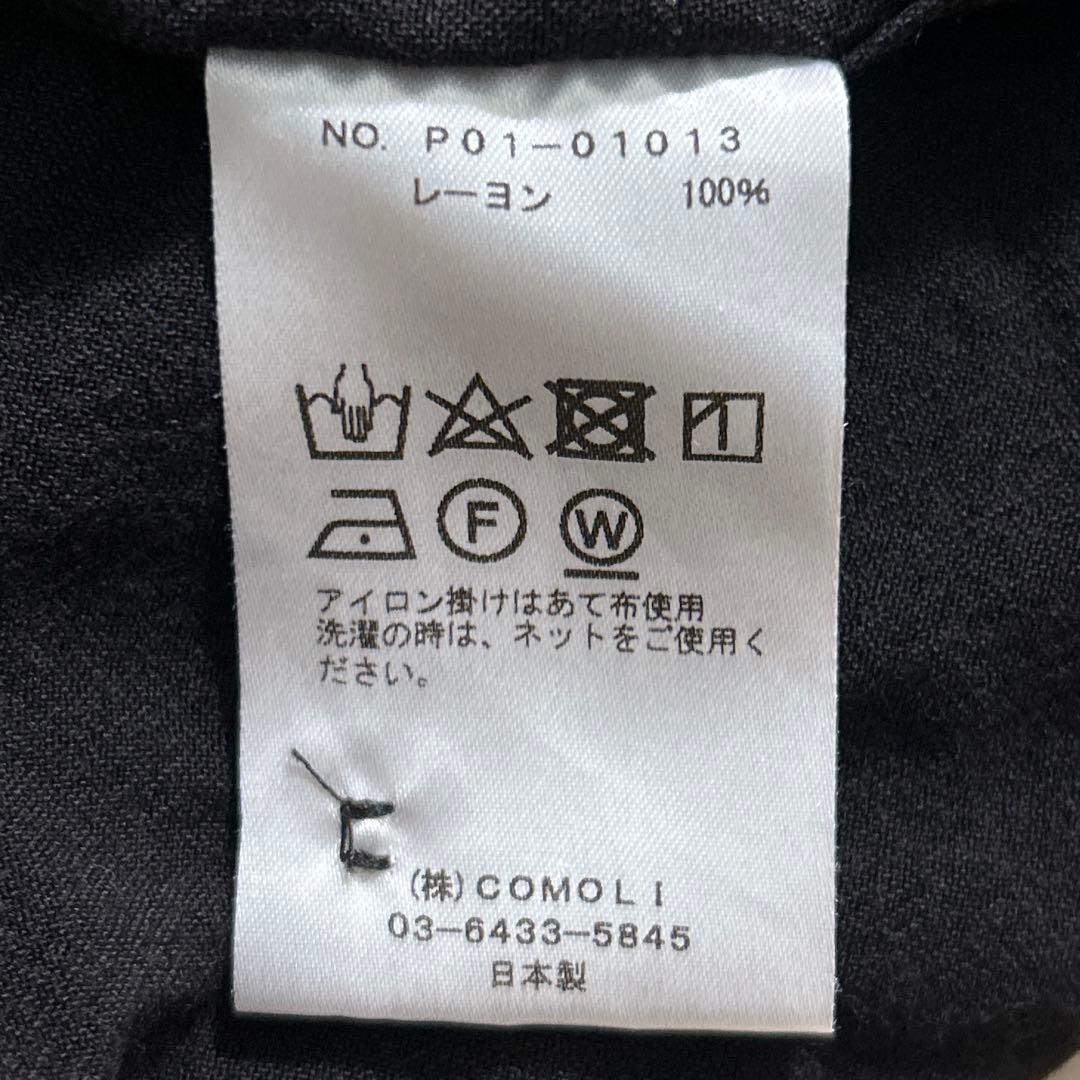 NO. P01-01013
レーヨン 100%
F W
アイロン掛けはあて布使用
洗濯の時は、ネットをご使用く
ださい。
(株)COMOLI
03-6433-5845
日本製